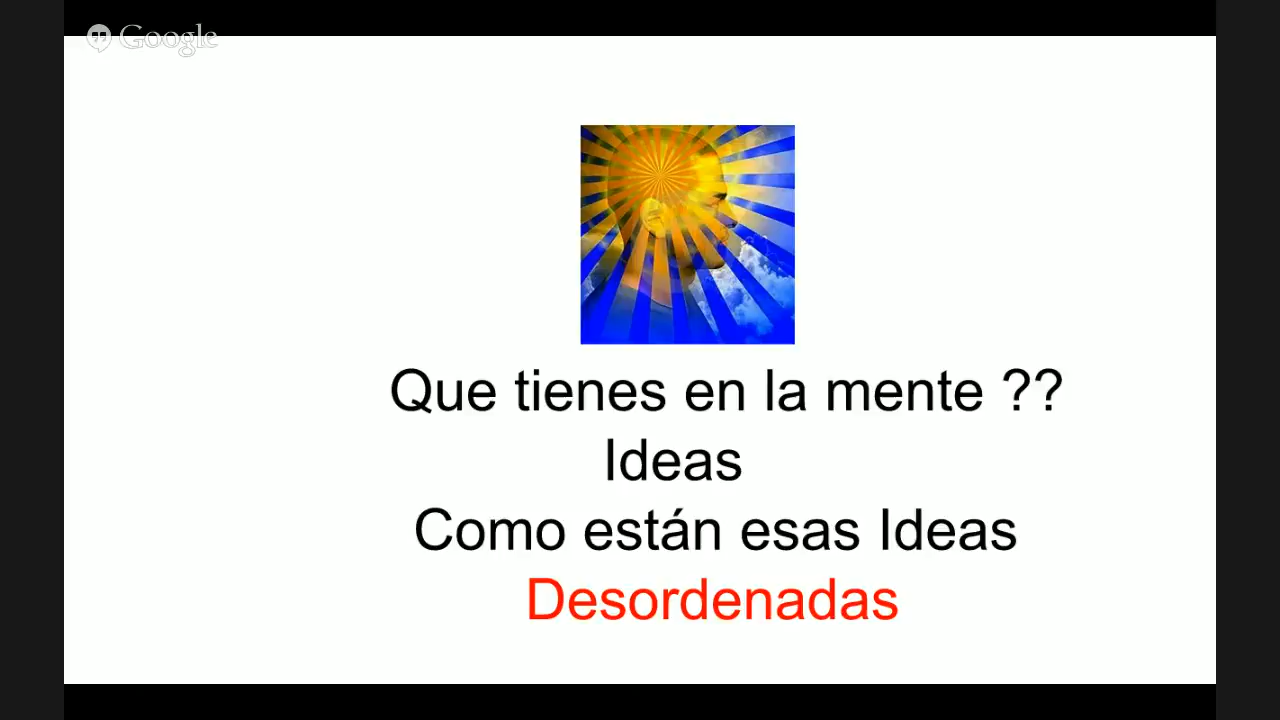 Google
Que tienes en la mente ??
Ideas
Como están esas Ideas
Desordenadas